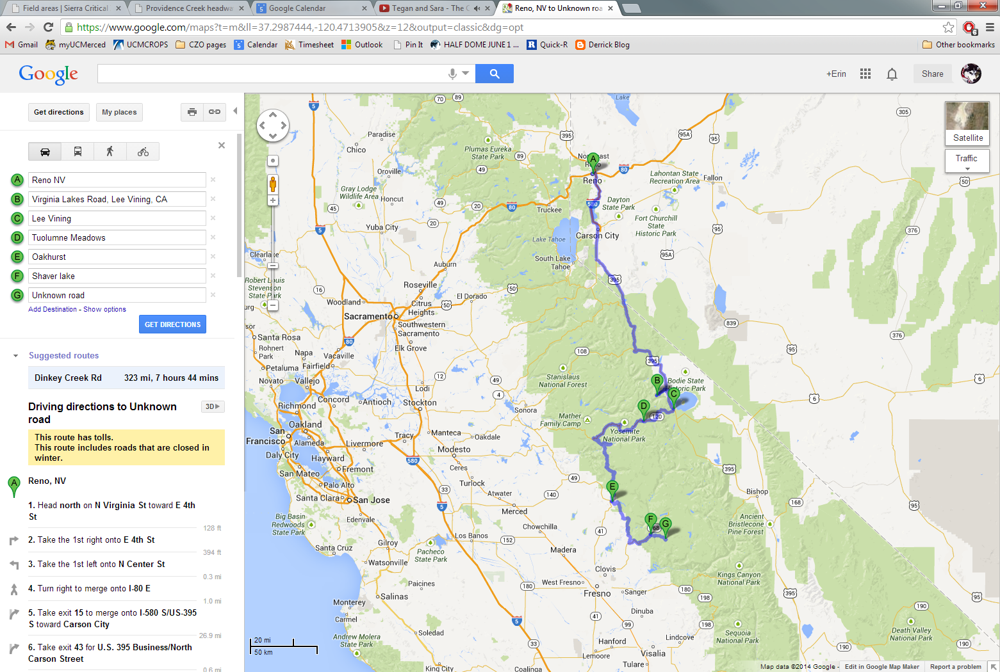 Field areas | Sierra Critical
Providence Creek headwa
Google Calendar
Tegan and Sara - The C
Reno, NV to Unknown roa
https://www.google.com/maps?t=m&ll=37.2987444,-120.4713905&z=12&output=classic&dg=opt
Gmail
myUCMerced
UCMCROPS
CZO pages
Calendar
Timesheet
Outlook
Pin It
HALF DOME JUNE 1 ...
Quick-R
Derrick Blog
Other bookmarks
Google
+Erin
Share
Get directions
My places
A Reno NV
B Virginia Lakes Road, Lee Vining, CA
C Lee Vining
D Tuolumne Meadows
E Oakhurst
F Shaver lake
G Unknown road
Add Destination - Show options
GET DIRECTIONS
Suggested routes
Dinkey Creek Rd 323 mi, 7 hours 44 mins
Driving directions to Unknown
road
3D
This route has tolls.
This route includes roads that are closed in
winter.
A Reno, NV
1. Head north on N Virginia St toward E 4th
St
128 ft
2. Take the 1st right onto E 4th St
394 ft
3. Take the 1st left onto N Center St
0.3 mi
4. Turn right to merge onto I-80 E
1.0 mi
5. Take exit 15 to merge onto I-580 S/US-395
S toward Carson City
26.9 mi
6. Take exit 43 for U.S. 395 Business/North
Carson Street
0.6 mi
Satellite
Traffic
Lake
Paradise
Chico
Plumas Eureka
State Park
Oroville
Gray Lodge
Wildlife Area
Honcut
Yuba City
Truckee
Reno
Lahontan State
Recreation Area
Fallon
Dayton
State Park
Fort Churchill
State
Historic Park
Carson City
Lake Tahoe
South Lake
Tahoe
Clearlake
Auburn
Robert Louis
Stevenson
State Park
Roseville
Woodland
Citrus
Heights
El Dorado
Sacramento
Southwestern
Sacramento
Santa Rosa
Elk Grove
Rohnert
Park
Napa
Vacaville
Fairfield
Petaluma
Novato
Vallejo
Lodi
Concord
Antioch
Stockton
Richmond
Oakland
San
Francisco
Alameda
Daly City
Hayward
Livermore
Tracy
Manteca
Oakdale
Modesto
Ceres
San Mateo
Fremont
Palo Alto
Santa Clara
San Jose
Turlock
Atwater
Merced
Big Basin
Redwoods
State Park
Edenvale
Gilroy
Los Banos
Chowchilla
Madera
Santa Cruz
Pacheco
State Park
Watsonville
Paicines
Salinas
Monterey
Carmel
Soledad
Andrew Molera
State Park
King City
Coalinga
Sonora
Stanislaus
National Forest
Mather
Family Camp
Yosemite
National Park
Bodie State
Historic Park
Bishop
Ancient
Bristlecone
Pine Forest
Clovis
West Fresno
Fresno
Sanger
Kings Canyon
National Park
Dinuba
Hanford
Lemoore
Visalia
Tulare
Lindcove
Sequoia
National Park
Death Valley
National Park
20 mi
50 km
Map data ©2014 Google -
Edit in Google Map Maker
Report a problem